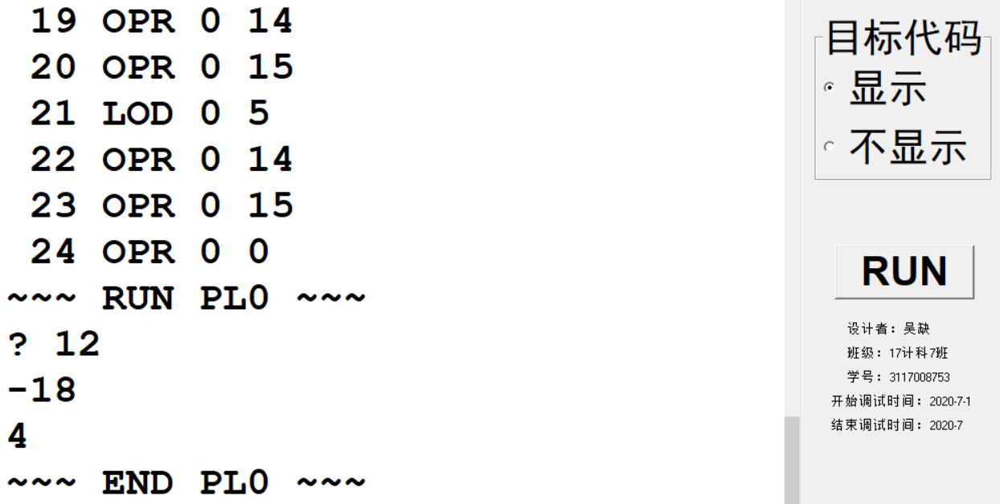 19 OPR 0 14
20 OPR 0 15
21 LOD 0 5
22 OPR 0 14
23 OPR 0 15
24 OPR 0 0
~~~ RUN PL0 ~~~
? 12
-18
4
~~~ END PL0 ~~~
目标代码
显示
不显示
RUN
设计者：吴缺
班级：17计科7班
学号：3117008753
开始调试时间：2020-7-1
结束调试时间：2020-7